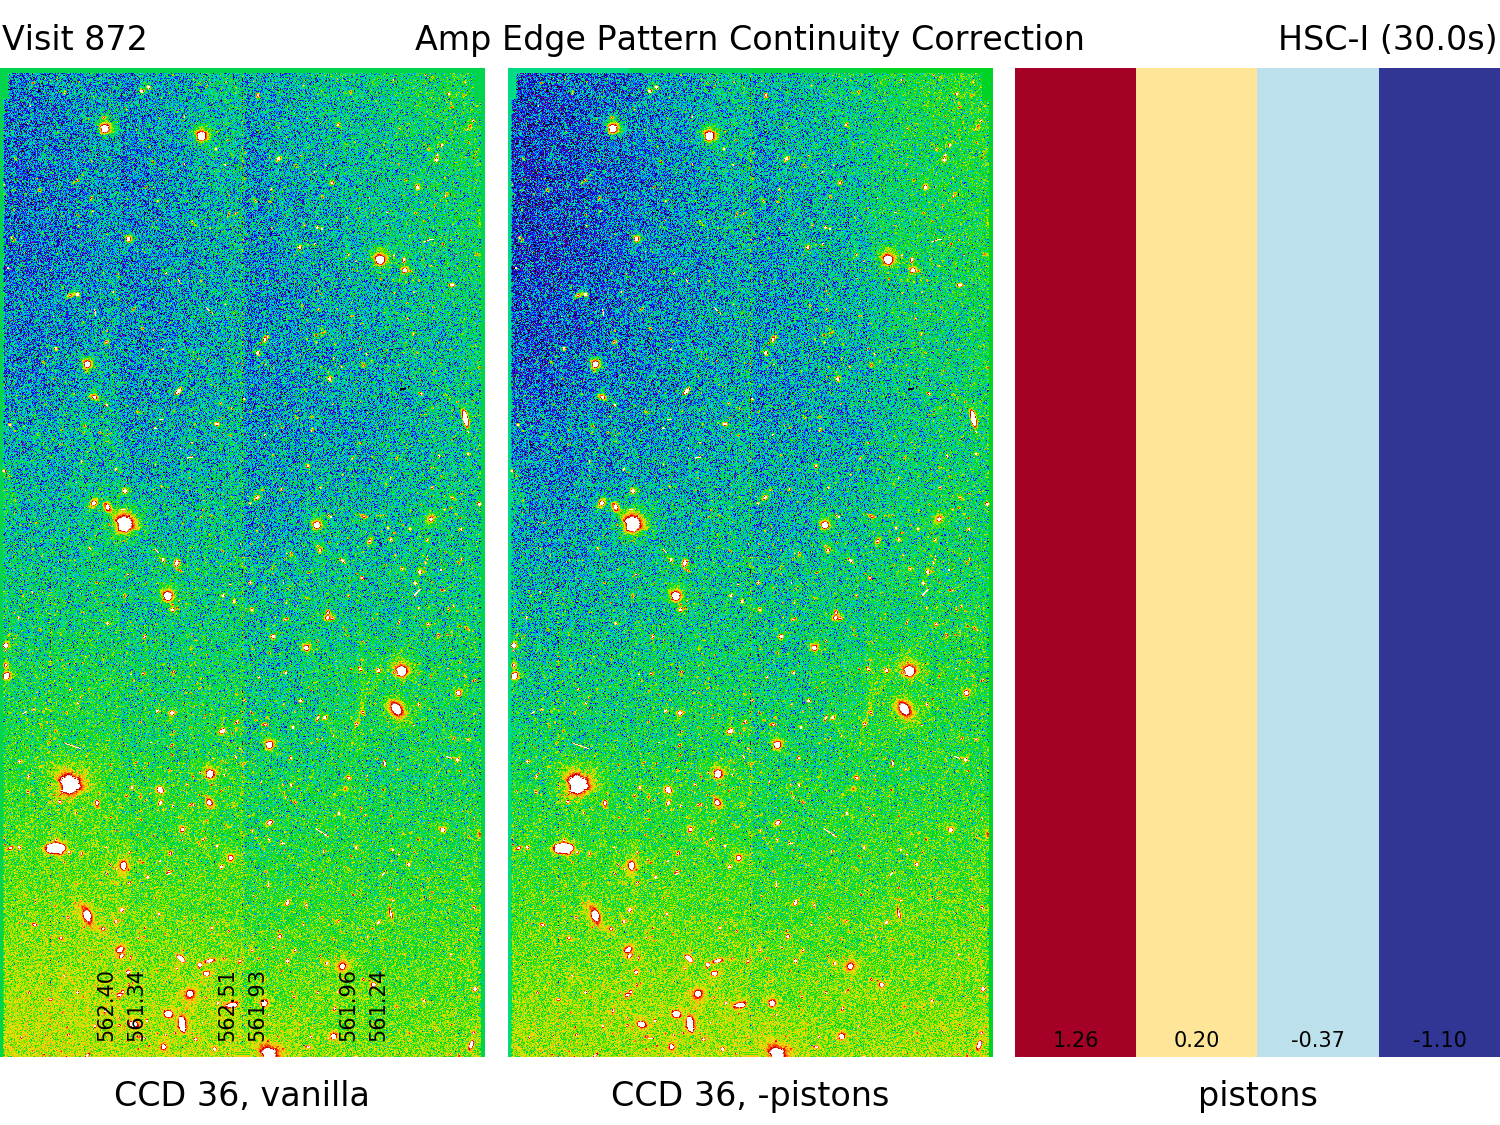 Visit 872
Amp Edge Pattern Continuity Correction
HSC-I (30.0s)
562.40
561.34
562.51
561.93
561.96
561.24
1.26
0.20
-0.37
-1.10
CCD 36, vanilla
CCD 36, -pistons
pistons